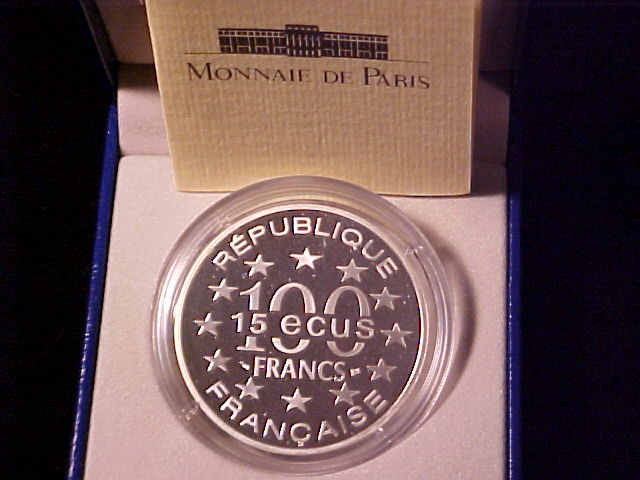 MONNAIE DE PARIS
RÉPUBLIQUE
100
15 ecus
FRANCS
FRANÇAISE